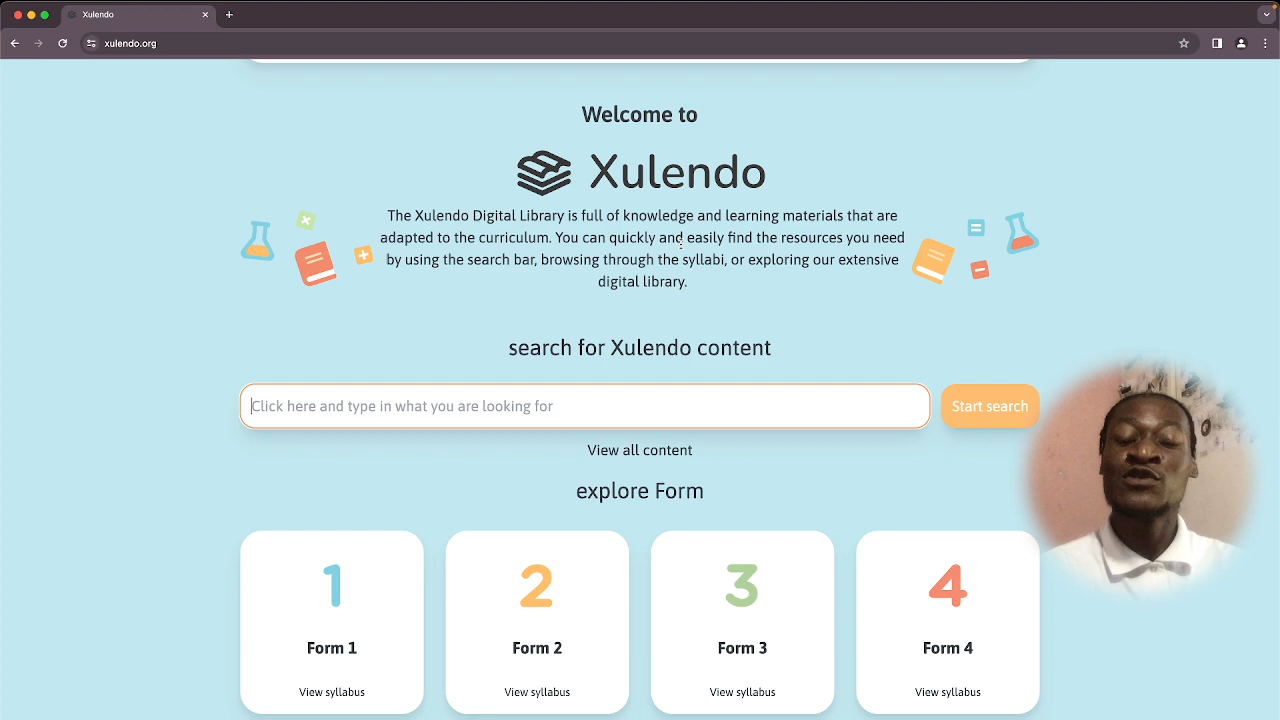 Xulendo
xulendo.org
Welcome to
Xulendo
The Xulendo Digital Library is full of knowledge and learning materials that are
adapted to the curriculum. You can quickly and easily find the resources you need
by using the search bar, browsing through the syllabi, or exploring our extensive
digital library.
search for Xulendo content
Click here and type in what you are looking for
Start search
View all content
explore Form
1
2
3
4
Form 1
Form 2
Form 3
Form 4
View syllabus
View syllabus
View syllabus
View syllabus